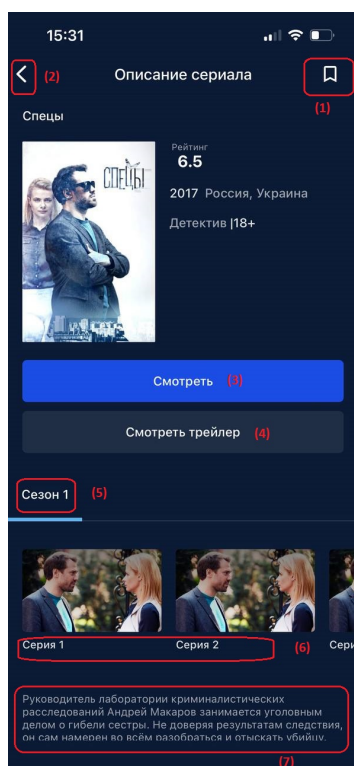 15:31
(2) Описание сериала
(1)
Спецы
СПЕЦЫ
Рейтинг
6.5
2017 Россия, Украина
Детектив |18+
Смотреть (3)
Смотреть трейлер (4)
Сезон 1 (5)
Серия 1 Серия 2 (6) Сери
Руководитель лаборатории криминалистических
расследований Андрей Макаров занимается уголовным
делом о гибели сестры. Не доверяя результатам следствия,
он сам намерен во всём разобраться и отыскать убийцу.
(7)